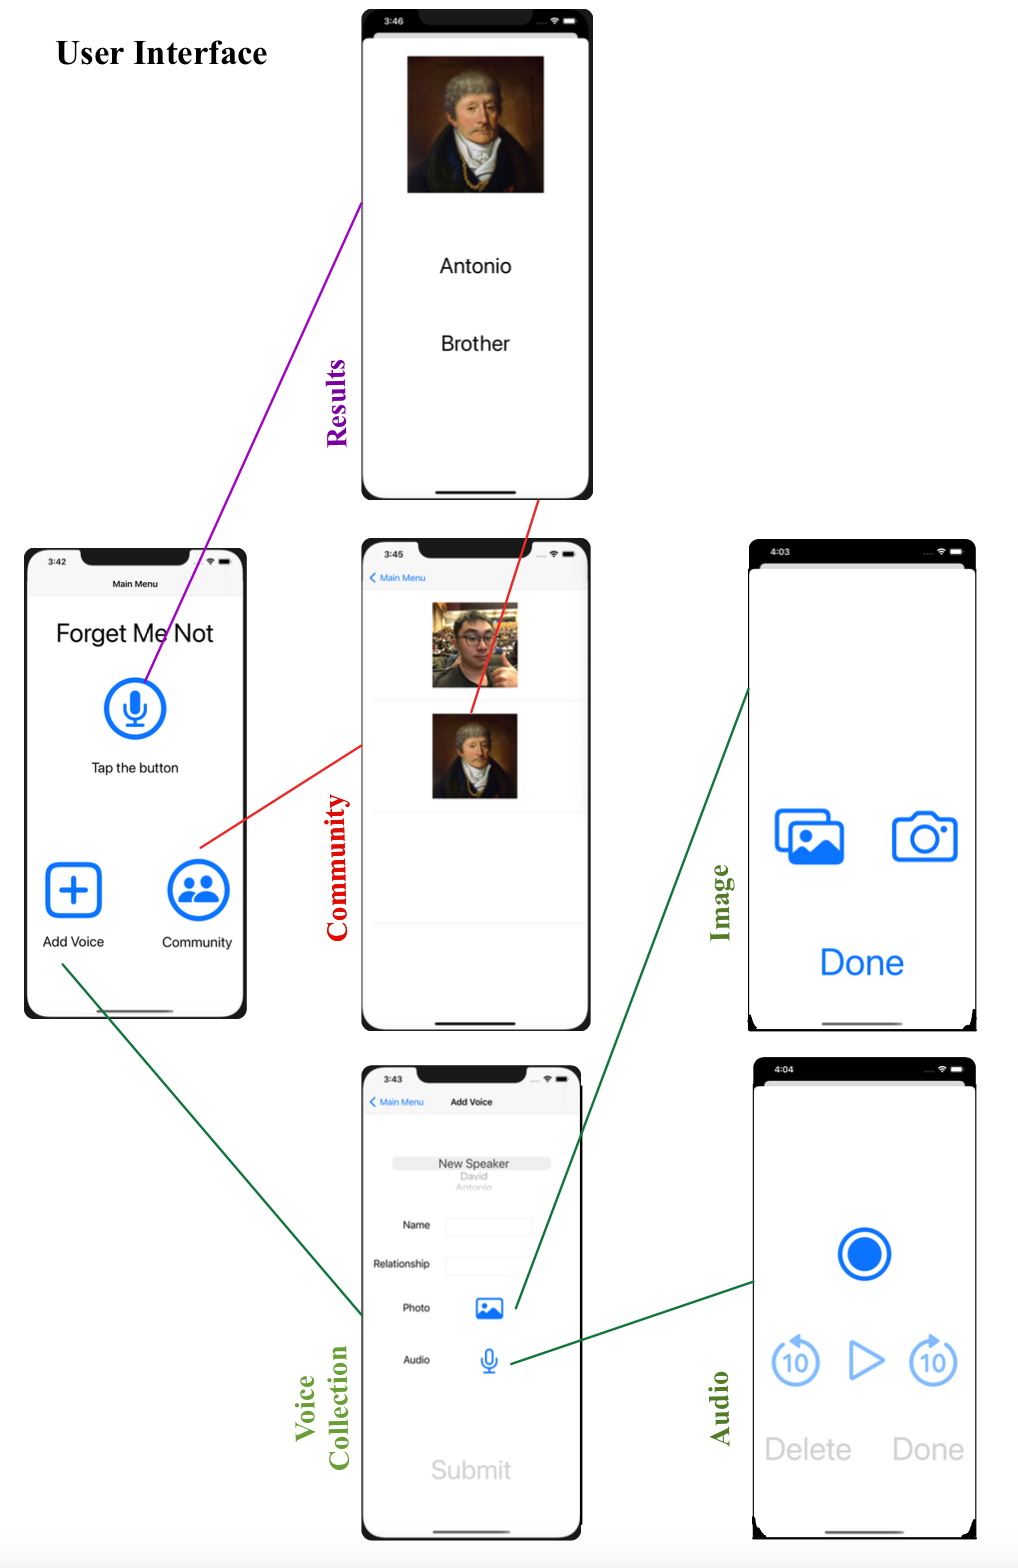 User Interface
3:46
Antonio
Brother
Results
3:42
Main Menu
Forget Me Not
Tap the button
Add Voice
Community
3:45
Main Menu
Community
4:03
Done
Image
3:43
Main Menu
Add Voice
New Speaker
David
Antonio
Name
Relationship
Photo
Audio
Submit
Voice
Collection
4:04
10
10
Delete
Done
Audio